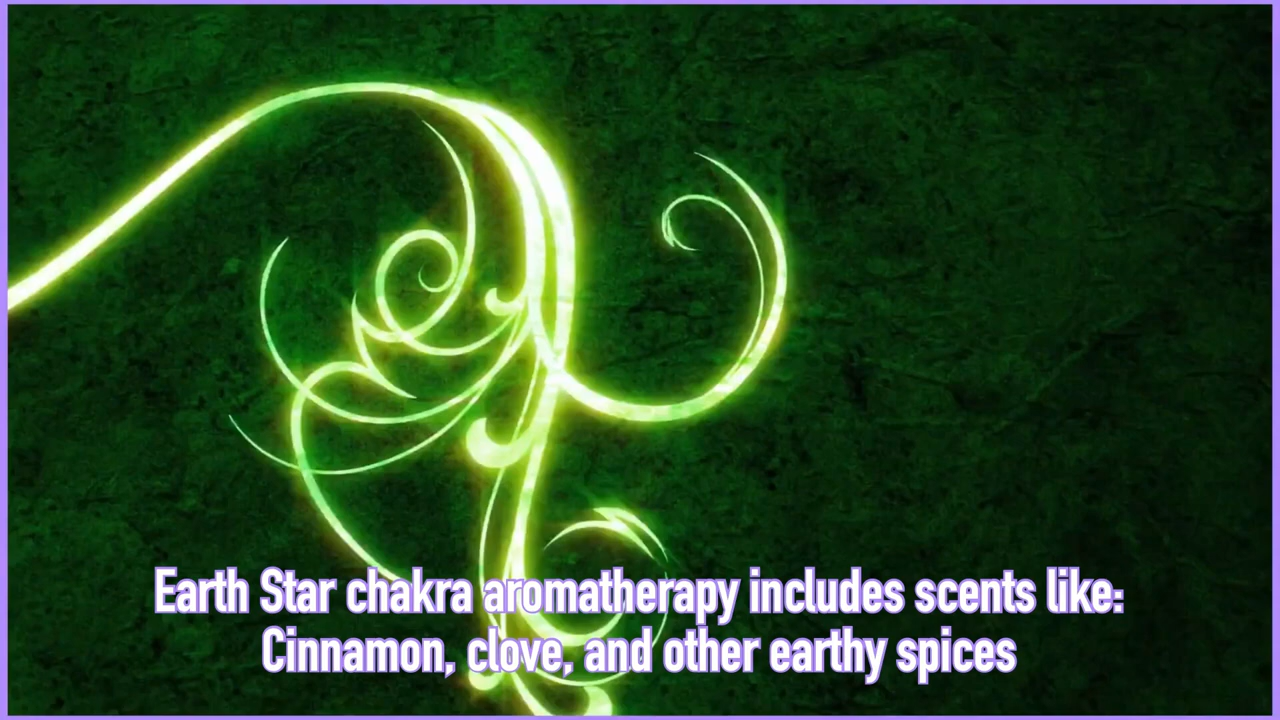 Earth Star chakra aromatherapy includes scents like:
Cinnamon, clove, and other earthy spices